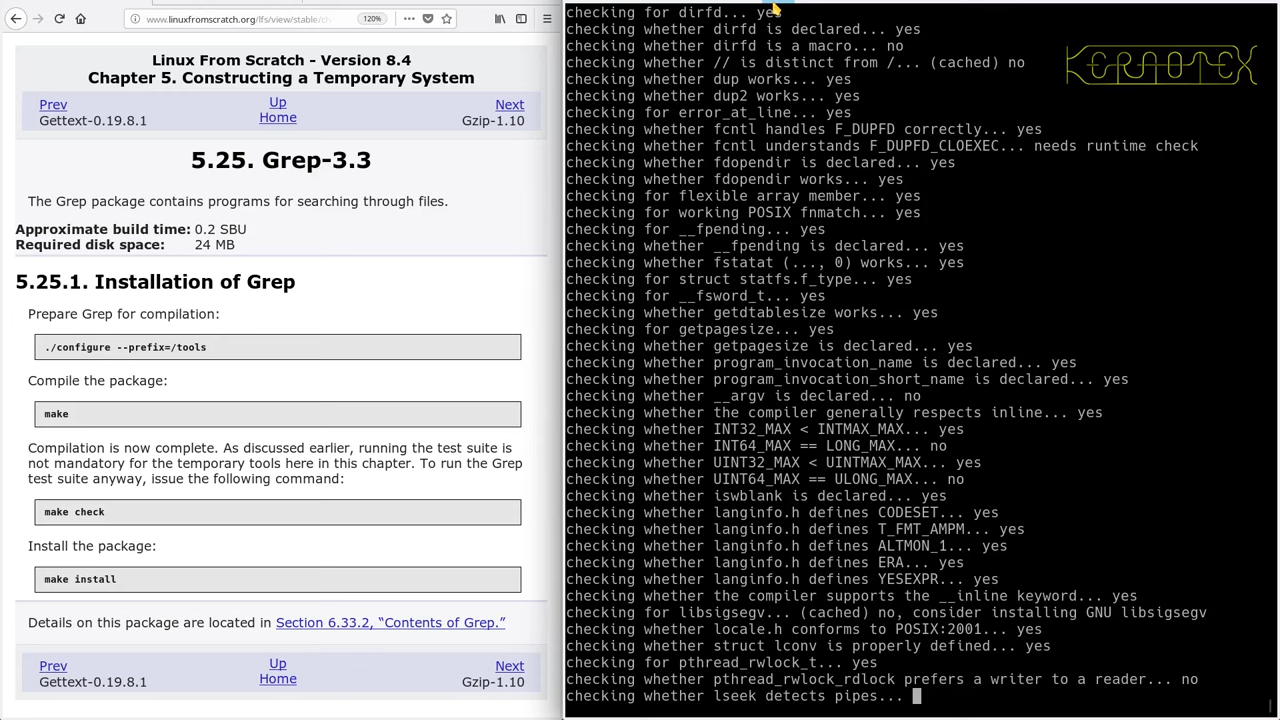 www.linuxfromscratch.org/lfs/view/stable/ch
120%
Linux From Scratch - Version 8.4
Chapter 5. Constructing a Temporary System
Prev
Up
Next
Gettext-0.19.8.1
Home
Gzip-1.10
5.25. Grep-3.3
The Grep package contains programs for searching through files.
Approximate build time: 0.2 SBU
Required disk space: 24 MB
5.25.1. Installation of Grep
Prepare Grep for compilation:
./configure --prefix=/tools
Compile the package:
make
Compilation is now complete. As discussed earlier, running the test suite is
not mandatory for the temporary tools here in this chapter. To run the Grep
test suite anyway, issue the following command:
make check
Install the package:
make install
Details on this package are located in Section 6.33.2, “Contents of Grep.”
Prev
Up
Next
Gettext-0.19.8.1
Home
Gzip-1.10
checking for dirfd... yes
checking whether dirfd is declared... yes
checking whether dirfd is a macro... no
checking whether // is distinct from /... (cached) no
checking whether dup works... yes
checking whether dup2 works... yes
checking for error_at_line... yes
checking whether fcntl handles F_DUPFD correctly... yes
checking whether fcntl understands F_DUPFD_CLOEXEC... needs runtime check
checking whether fdopendir is declared... yes
checking whether fdopendir works... yes
checking for flexible array member... yes
checking for working POSIX fnmatch... yes
checking for __fpending... yes
checking whether __fpending is declared... yes
checking whether fstatat (..., 0) works... yes
checking for struct statfs.f_type... yes
checking for __fsword_t... yes
checking whether getdtablesize works... yes
checking for getpagesize... yes
checking whether getpagesize is declared... yes
checking whether program_invocation_name is declared... yes
checking whether program_invocation_short_name is declared... yes
checking whether __argv is declared... no
checking whether the compiler generally respects inline... yes
checking whether INT32_MAX < INTMAX_MAX... yes
checking whether INT64_MAX == LONG_MAX... no
checking whether UINT32_MAX < UINTMAX_MAX... yes
checking whether UINT64_MAX == ULONG_MAX... no
checking whether iswblank is declared... yes
checking whether langinfo.h defines CODESET... yes
checking whether langinfo.h defines T_FMT_AMPM... yes
checking whether langinfo.h defines ALTMON_1... yes
checking whether langinfo.h defines ERA... yes
checking whether langinfo.h defines YESEXPR... yes
checking whether the compiler supports the __inline keyword... yes
checking for libsigsegv... (cached) no, consider installing GNU libsigsegv
checking whether locale.h conforms to POSIX:2001... yes
checking whether struct lconv is properly defined... yes
checking for pthread_rwlock_t... yes
checking whether pthread_rwlock_rdlock prefers a writer to a reader... no
checking whether lseek detects pipes...
KERNOTEX